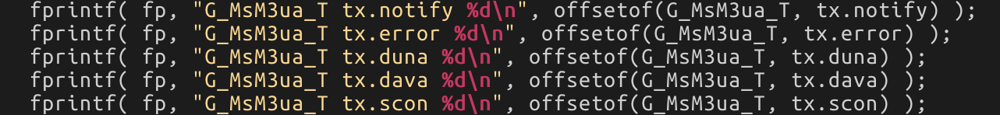 fprintf( fp, "G_MsM3ua_T tx.notify %d\n", offsetof(G_MsM3ua_T, tx.notify) );
fprintf( fp, "G_MsM3ua_T tx.error %d\n", offsetof(G_MsM3ua_T, tx.error) );
fprintf( fp, "G_MsM3ua_T tx.duna %d\n", offsetof(G_MsM3ua_T, tx.duna) );
fprintf( fp, "G_MsM3ua_T tx.dava %d\n", offsetof(G_MsM3ua_T, tx.dava) );
fprintf( fp, "G_MsM3ua_T tx.scon %d\n", offsetof(G_MsM3ua_T, tx.scon) );